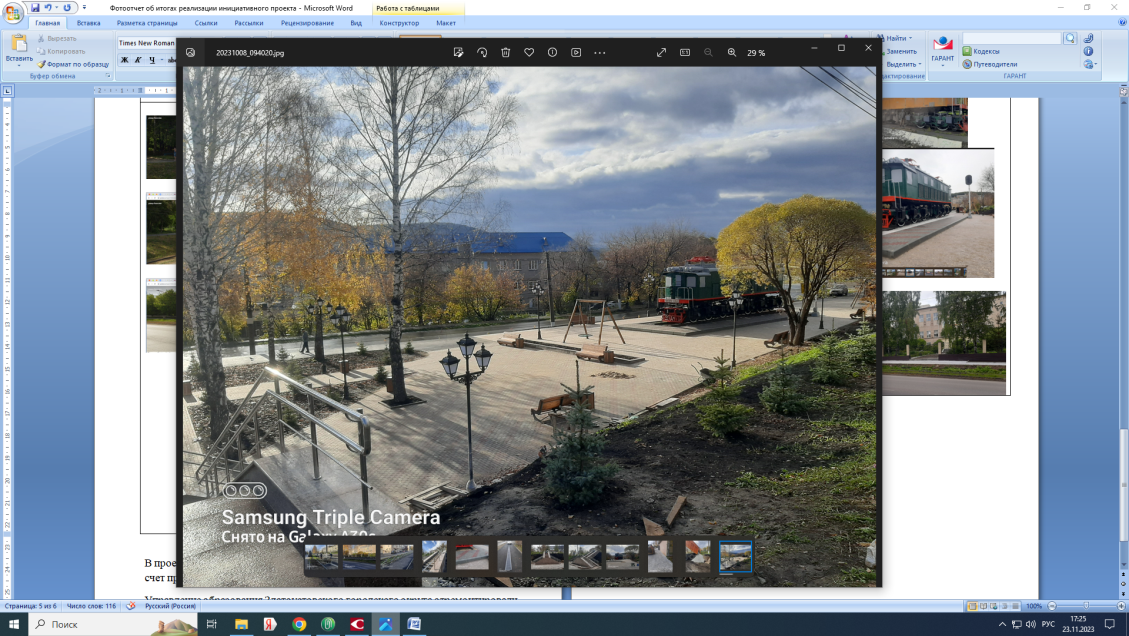 Фотоотчет об итогах реализации инициативного проекта - Microsoft Word
Работа с таблицами
Главная
Вставка
Разметка страницы
Ссылки
Рассылки
Рецензирование
Вид
Конструктор
Макет
Вставить
Вырезать
Копировать
Формат по образцу
Буфер обмена
Times New Roman
Ж К Ч
Найти
Заменить
Выделить
ГАРАНТ
Кодексы
Путеводители
ГАРАНТ
20231008_094020.jpg
29 %
Samsung Triple Camera
Снято на Galaxy A30s
В прое
счет пр
Страница: 5 из 6
Число слов: 116
Русский (Россия)
100%
Поиск
РУС
17:25
23.11.2023